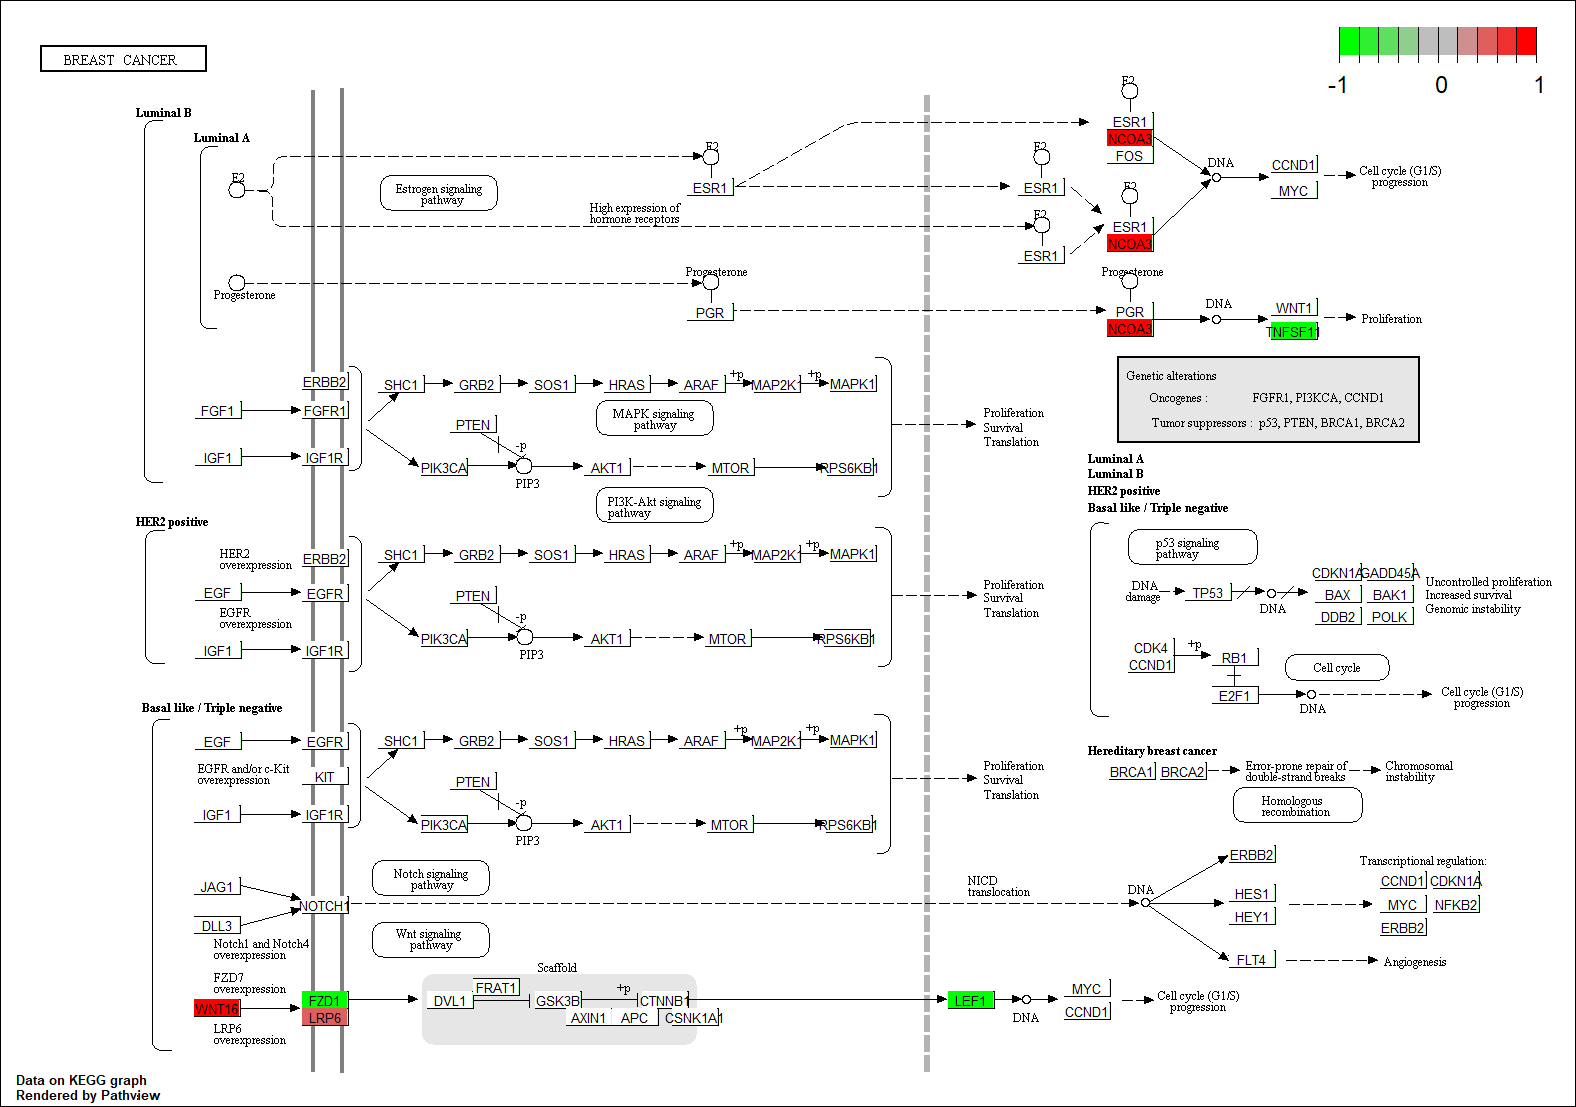 BREAST CANCER
-1 0 1
Luminal B
Luminal A
E2
Estrogen signaling
pathway
High expression of
hormone receptors
E2
ESR1
E2
ESR1
E2
ESR1
E2
ESR1
NCOA3
FOS
E2
ESR1
NCOA3
DNA
CCND1
MYC
Cell cycle (G1/S)
progression
Progesterone
Progesterone
PGR
Progesterone
PGR
NCOA3
DNA
WNT1
TNFSF11
Proliferation
ERBB2
FGF1 FGFR1
IGF1 IGF1R
SHC1 GRB2 SOS1 HRAS ARAF +p MAP2K1 +p MAPK1
MAPK signaling
pathway
PTEN
-p
PIK3CA AKT1 MTOR RPS6KB1
PIP3
PI3K-Akt signaling
pathway
Proliferation
Survival
Translation
Genetic alterations
Oncogenes : FGFR1, PI3KCA, CCND1
Tumor suppressors : p53, PTEN, BRCA1, BRCA2
HER2 positive
HER2
overexpression
ERBB2
EGF EGFR
EGFR
overexpression
IGF1 IGF1R
SHC1 GRB2 SOS1 HRAS ARAF +p MAP2K1 +p MAPK1
PTEN
-p
PIK3CA AKT1 MTOR RPS6KB1
PIP3
Proliferation
Survival
Translation
Luminal A
Luminal B
HER2 positive
Basal like / Triple negative
p53 signaling
pathway
DNA
damage
TP53
DNA
CDKN1A GADD45A
BAX BAK1
DDB2 POLK
Uncontrolled proliferation
Increased survival
Genomic instability
CDK4
CCND1
+p
RB1
E2F1
Cell cycle
DNA
Cell cycle (G1/S)
progression
Basal like / Triple negative
EGF EGFR
EGFR and/or c-Kit
overexpression
KIT
IGF1 IGF1R
SHC1 GRB2 SOS1 HRAS ARAF +p MAP2K1 +p MAPK1
PTEN
-p
PIK3CA AKT1 MTOR RPS6KB1
PIP3
Proliferation
Survival
Translation
Hereditary breast cancer
BRCA1 BRCA2
Error-prone repair of
double-strand breaks
Chromosomal
instability
Homologous
recombination
JAG1
DLL3
NOTCH1
Notch signaling
pathway
Notch1 and Notch4
overexpression
NICD
translocation
DNA
ERBB2
HES1
HEY1
FLT4
Transcriptional regulation:
CCND1 CDKN1A
MYC NFKB2
ERBB2
Angiogenesis
Wnt signaling
pathway
FZD7
overexpression
WNT16
FZD1
LRP6
LRP6
overexpression
Scaffold
FRAT1
DVL1 GSK3B +p CTNNB1
AXIN1 APC CSNK1A1
LEF1
DNA
MYC
CCND1
Cell cycle (G1/S)
progression
Data on KEGG graph
Rendered by Pathview